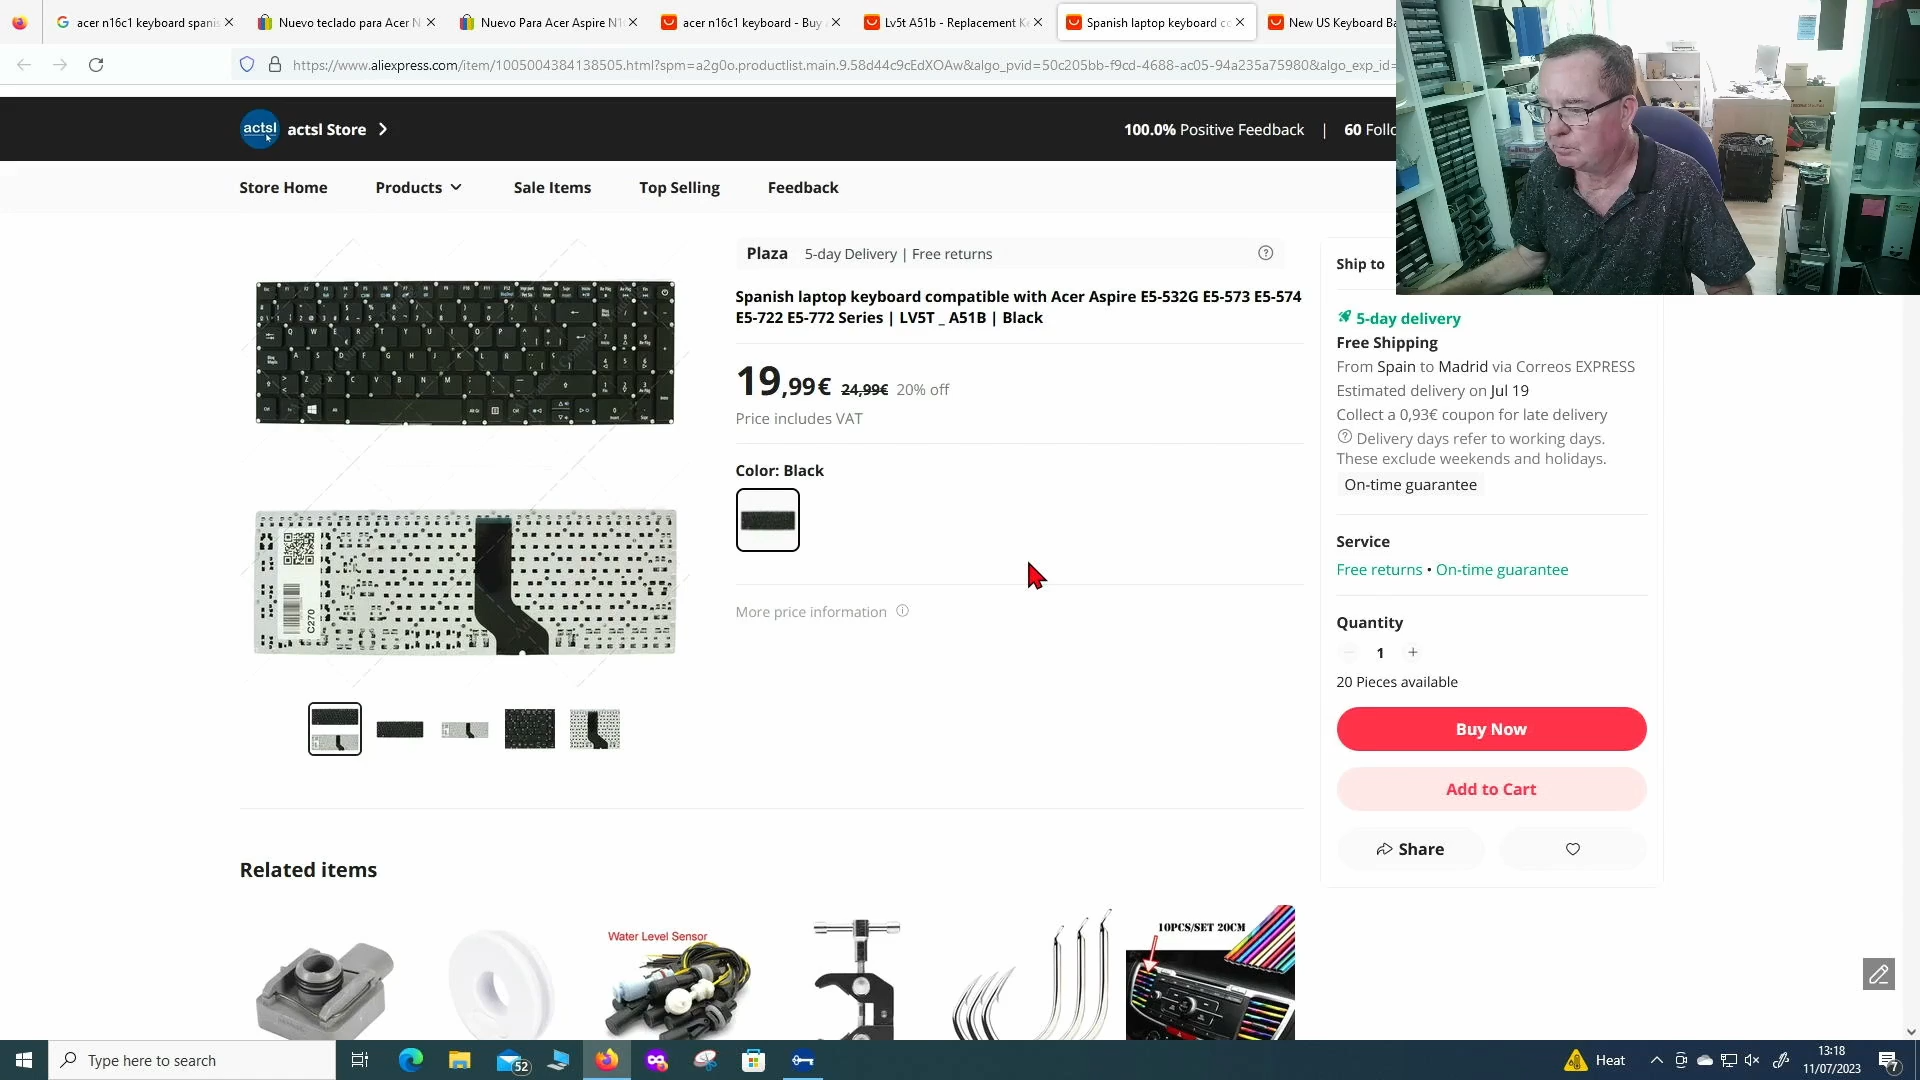 acer n16c1 keyboard spanis
Nuevo teclado para Acer N
Nuevo Para Acer Aspire N1
acer n16c1 keyboard - Buy
Lv5t A51b - Replacement Ke
Spanish laptop keyboard co
New US Keyboard Ba
https://www.aliexpress.com/item/1005004384138505.html?spm=a2g0o.productlist.main.9.58d44c9cEdXOAw&algo_pvid=50c205bb-f9cd-4688-ac05-94a235a75980&algo_exp_id=
actsl
actsl Store
100.0% Positive Feedback | 60 Follo
Store Home
Products
Sale Items
Top Selling
Feedback
Plaza 5-day Delivery | Free returns
Spanish laptop keyboard compatible with Acer Aspire E5-532G E5-573 E5-574
E5-722 E5-772 Series | LV5T _ A51B | Black
19,99€ 24,99€ 20% off
Price includes VAT
Color: Black
More price information
C270
Ship to
5-day delivery
Free Shipping
From Spain to Madrid via Correos EXPRESS
Estimated delivery on Jul 19
Collect a 0,93€ coupon for late delivery
Delivery days refer to working days.
These exclude weekends and holidays.
On-time guarantee
Service
Free returns • On-time guarantee
Quantity
1
20 Pieces available
Buy Now
Add to Cart
Share
Related items
Water Level Sensor
10PCS/SET 20CM
Type here to search
52
Heat
13:18
11/07/2023
7